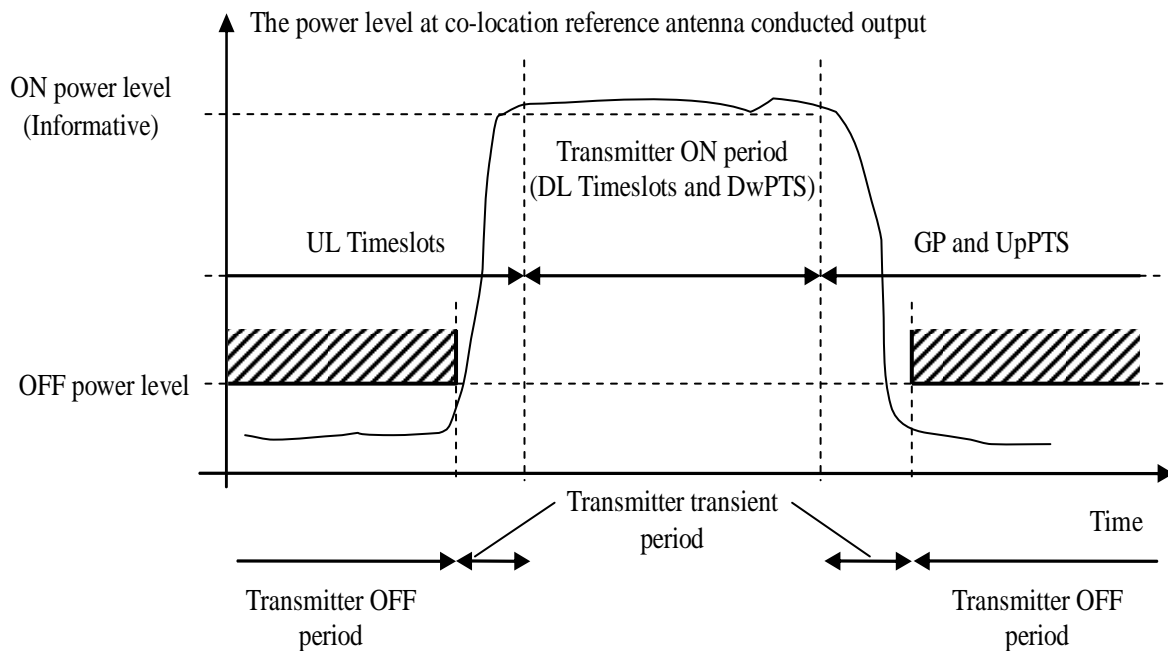 The power level at co-location reference antenna conducted output
ON power level
(Informative)
Transmitter ON period
(DL Timeslots and DwPTS)
UL Timeslots
GP and UpPTS
OFF power level
Transmitter transient
period
Time
Transmitter OFF
period
Transmitter OFF
period